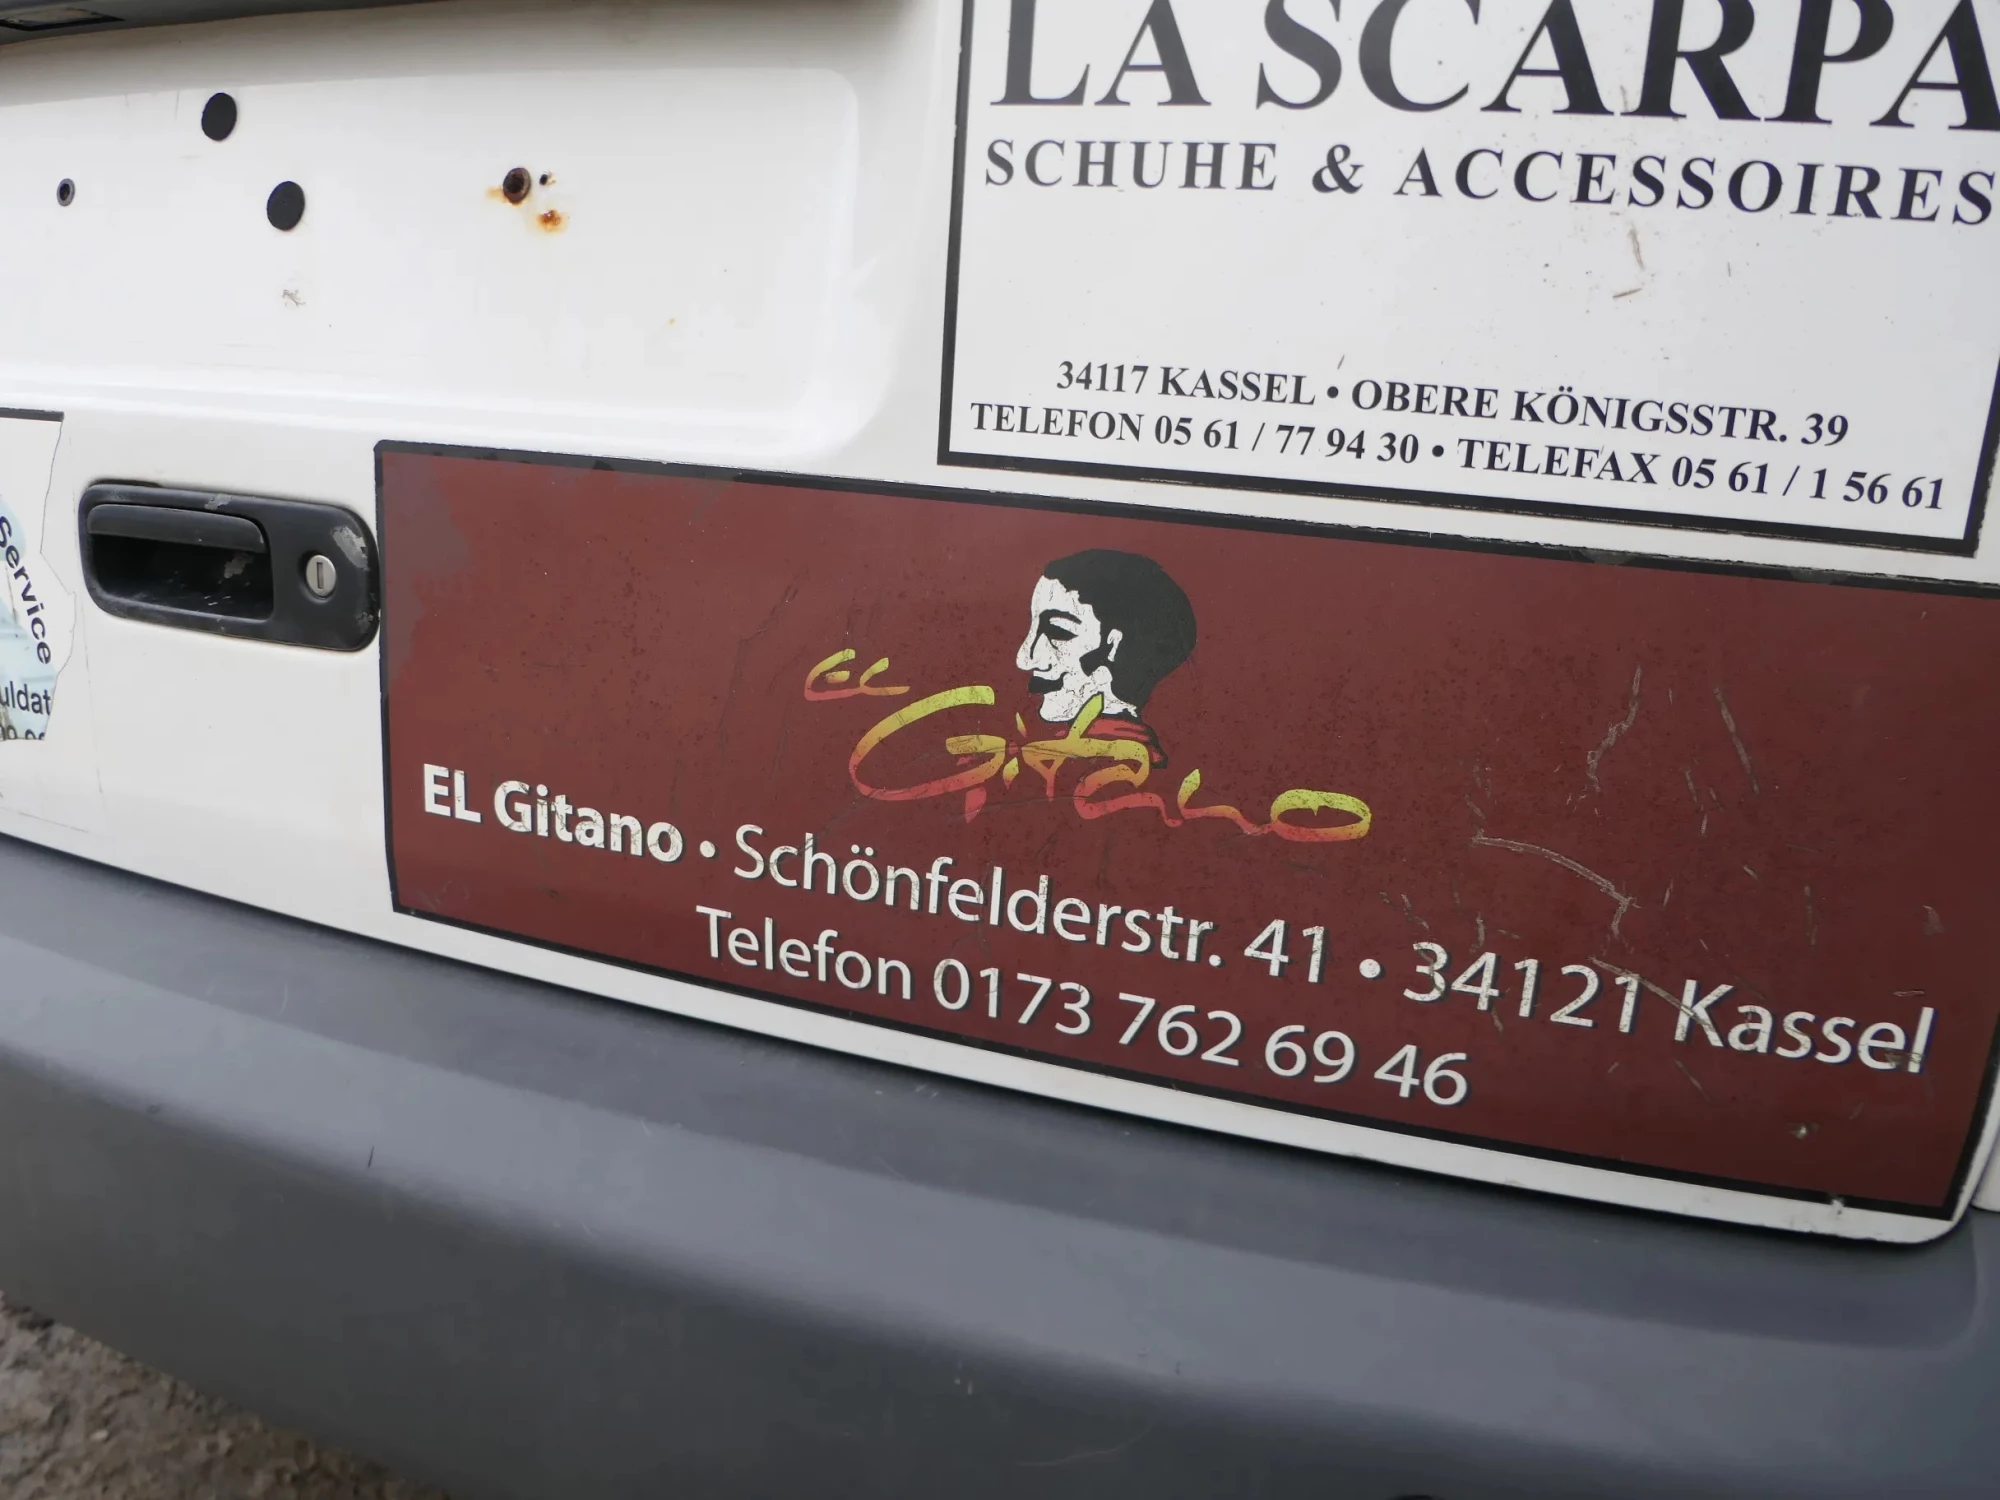 LA SCARPA
SCHUHE & ACCESSOIRES
34117 KASSEL • OBERE KÖNIGSSTR. 39
TELEFON 05 61 / 77 94 30 • TELEFAX 05 61 / 1 56 61
Service
uldat
EL
Gitano
EL Gitano • Schönfelderstr. 41 • 34121 Kassel
Telefon 0173 762 69 46